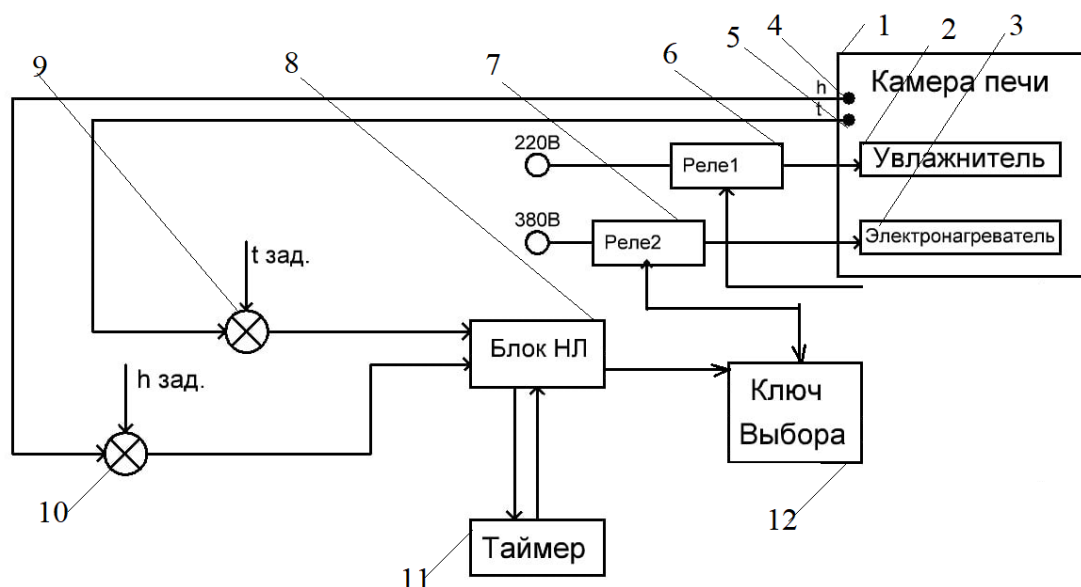 9
8
7
6
5
4
1
2
3
h
Камера печи
t
220В
Реле1
Увлажнитель
380В
Реле2
Электронагреватель
t зад.
Блок НЛ
h зад.
Ключ
Выбора
10
Таймер
11
12